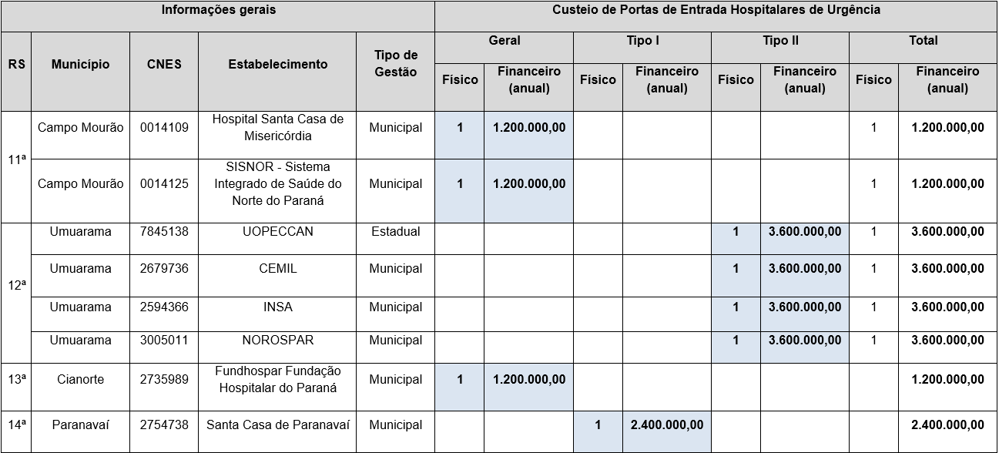 Informações gerais
Custeio de Portas de Entrada Hospitalares de Urgência
RS
Município
CNES
Estabelecimento
Tipo de
Gestão
Geral
Tipo I
Tipo II
Total
Físico
Financeiro
(anual)
Físico
Financeiro
(anual)
Físico
Financeiro
(anual)
Físico
Financeiro
(anual)
11ª
Campo Mourão
0014109
Hospital Santa Casa de
Misericórdia
Municipal
1
1.200.000,00
1
1.200.000,00
Campo Mourão
0014125
SISNOR - Sistema
Integrado de Saúde do
Norte do Paraná
Municipal
1
1.200.000,00
1
1.200.000,00
12ª
Umuarama
7845138
UOPECCAN
Estadual
1
3.600.000,00
1
3.600.000,00
Umuarama
2679736
CEMIL
Municipal
1
3.600.000,00
1
3.600.000,00
Umuarama
2594366
INSA
Municipal
1
3.600.000,00
1
3.600.000,00
Umuarama
3005011
NOROSPAR
Municipal
1
3.600.000,00
1
3.600.000,00
13ª
Cianorte
2735989
Fundhospar Fundação
Hospitalar do Paraná
Municipal
1
1.200.000,00
1.200.000,00
14ª
Paranavaí
2754738
Santa Casa de Paranavaí
Municipal
1
2.400.000,00
2.400.000,00